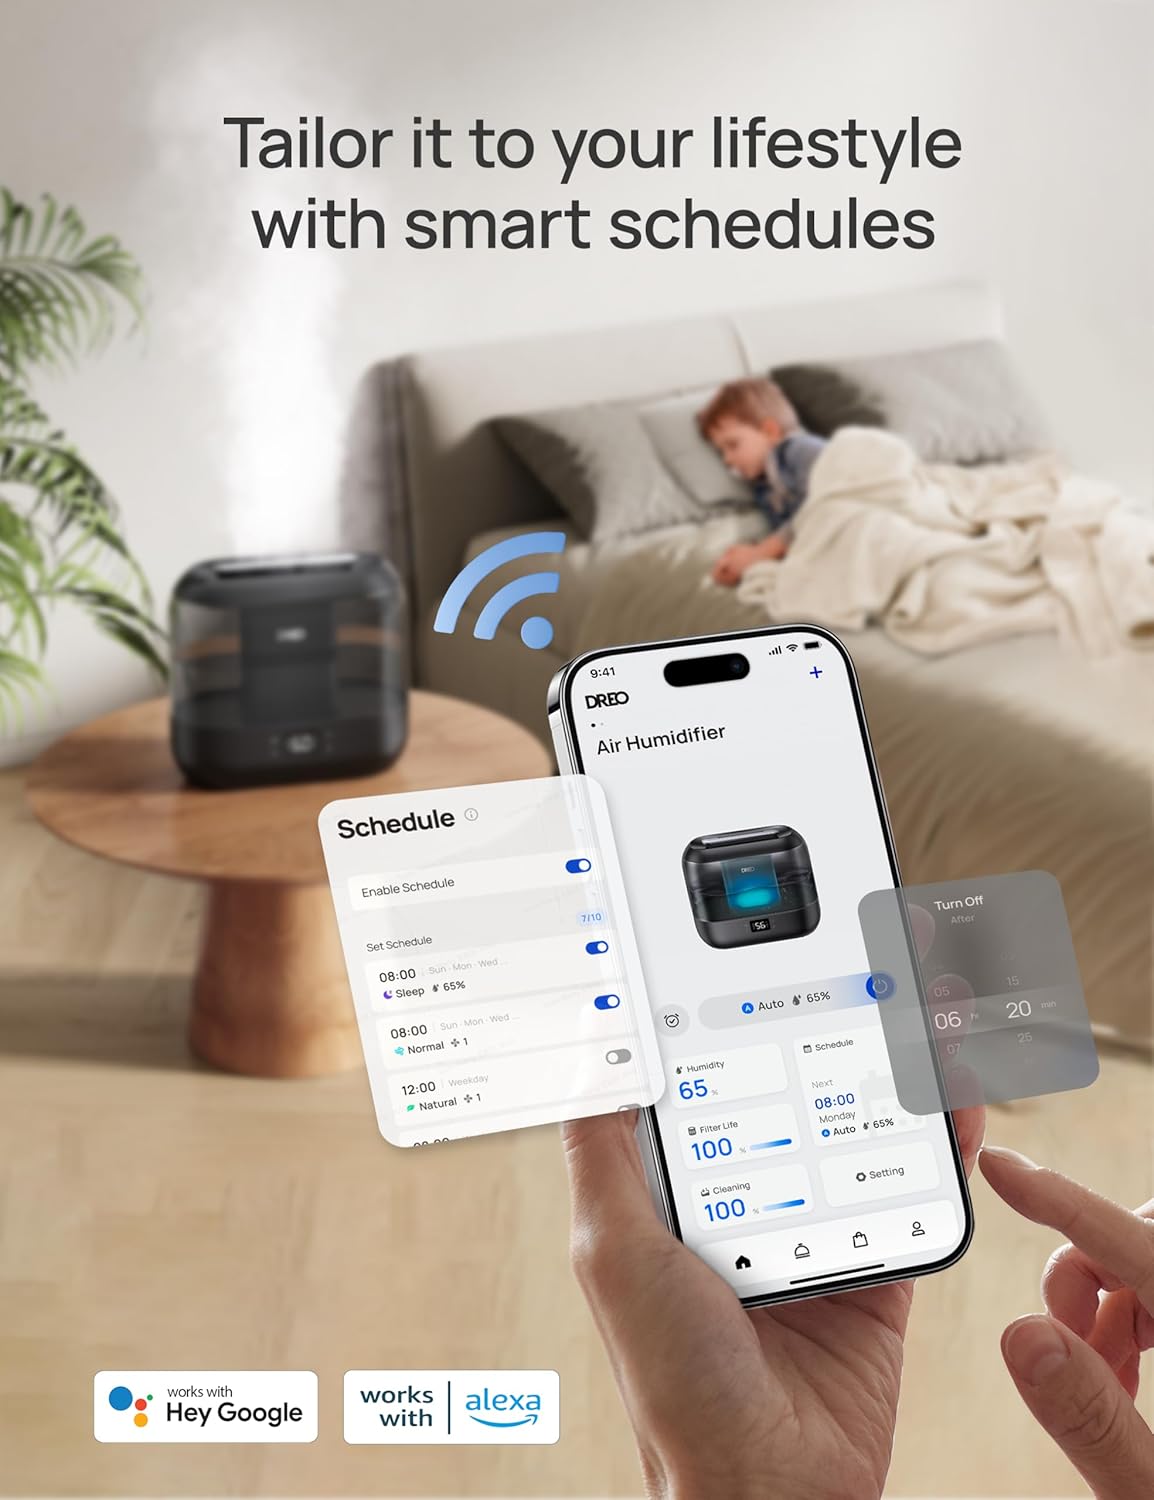 Tailor it to your lifestyle
with smart schedules
DREO
9:41
DREO
Air Humidifier
DREO
56
Auto 65%
Humidity
65 %
Filter Life
100 %
Cleaning
100 %
Schedule
Next
08:00
Monday
Auto 65%
Setting
Schedule
Enable Schedule
7/10
Set Schedule
08:00 Sun · Mon · Wed ...
Sleep 65%
08:00 Sun · Mon · Wed ...
Normal 1
12:00 Weekday
Natural 1
Turn Off
After
05 15
06 hr 20 min
07 25
works with
Hey Google
works
with
alexa